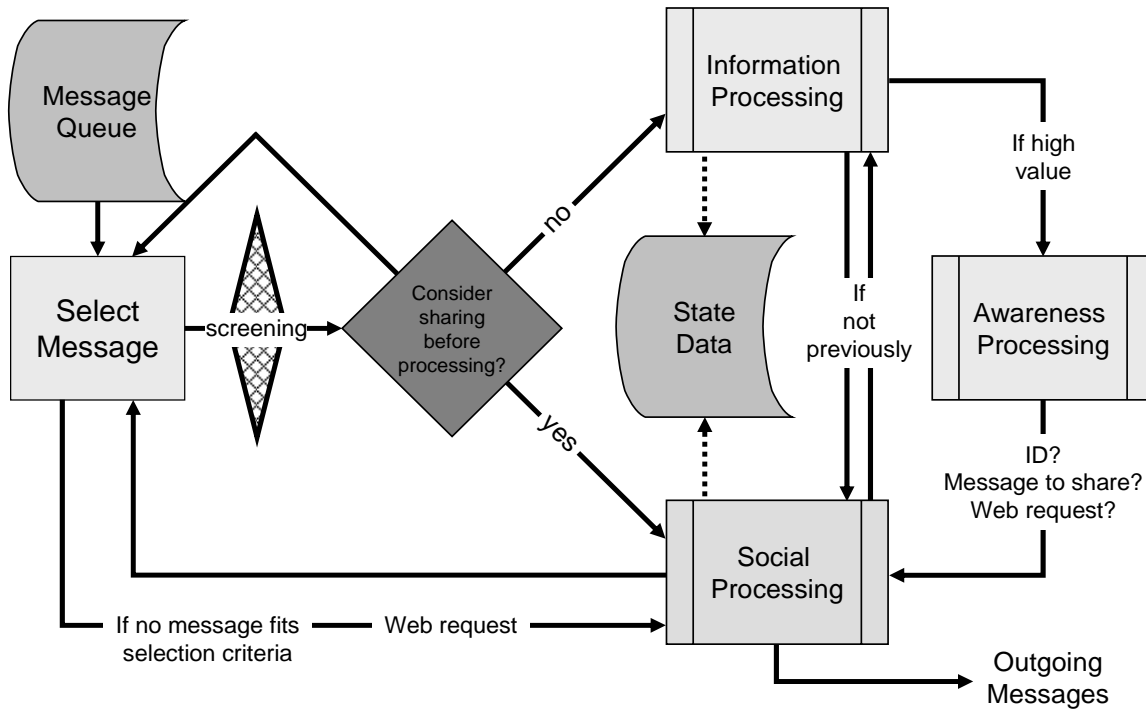 Message
Queue
Information
Processing
If high
value
no
Select
Message
screening
Consider
sharing
before
processing?
State
Data
If
not
previously
Awareness
Processing
yes
ID?
Message to share?
Web request?
Social
Processing
If no message fits
selection criteria
Web request
Outgoing
Messages